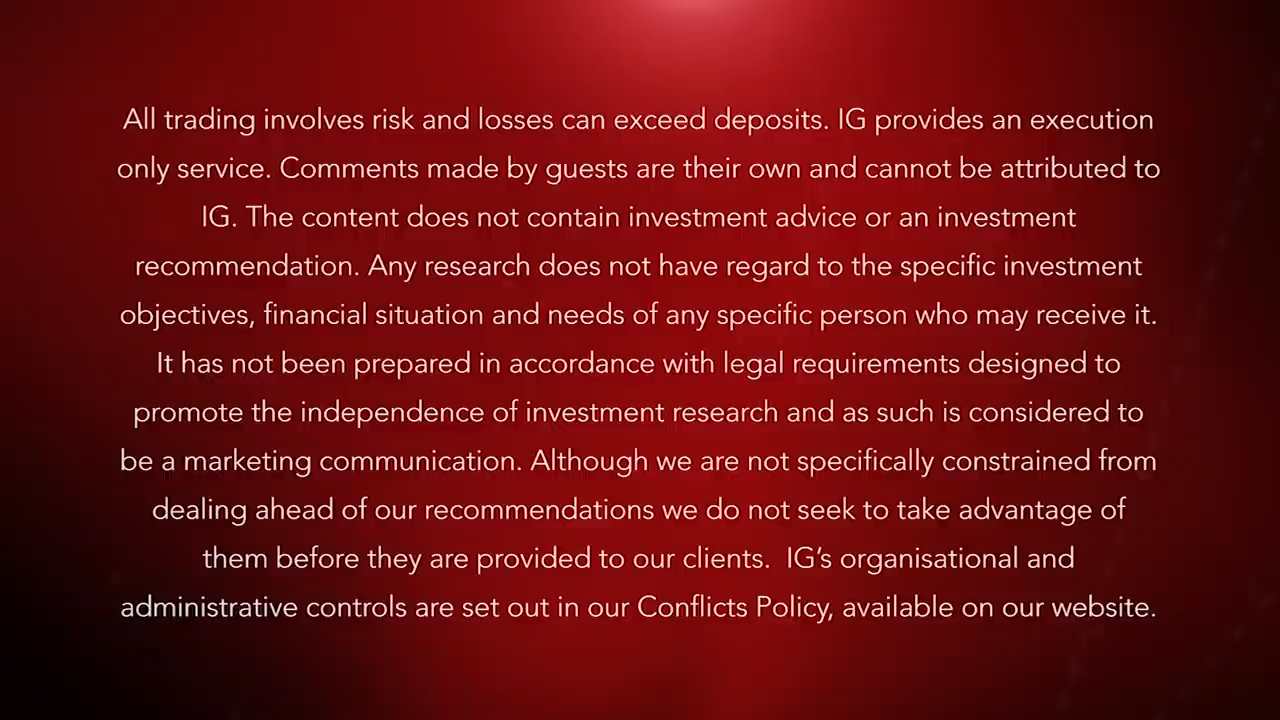 All trading involves risk and losses can exceed deposits. IG provides an execution
only service. Comments made by guests are their own and cannot be attributed to
IG. The content does not contain investment advice or an investment
recommendation. Any research does not have regard to the specific investment
objectives, financial situation and needs of any specific person who may receive it.
It has not been prepared in accordance with legal requirements designed to
promote the independence of investment research and as such is considered to
be a marketing communication. Although we are not specifically constrained from
dealing ahead of our recommendations we do not seek to take advantage of
them before they are provided to our clients.  IG’s organisational and
administrative controls are set out in our Conflicts Policy, available on our website.